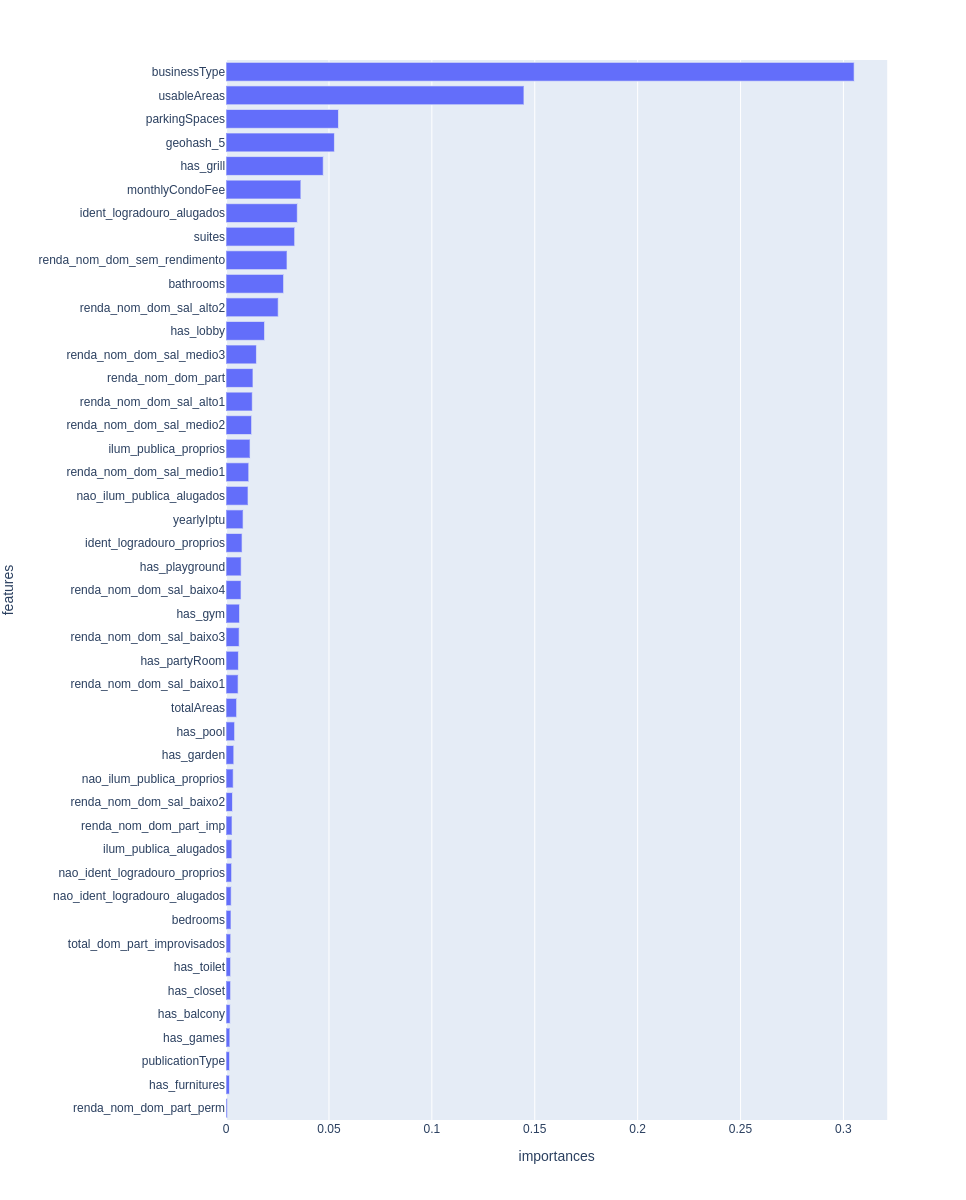 businessType
usableAreas
parkingSpaces
geohash_5
has_grill
monthlyCondoFee
ident_logradouro_alugados
suites
renda_nom_dom_sem_rendimento
bathrooms
renda_nom_dom_sal_alto2
has_lobby
renda_nom_dom_sal_medio3
renda_nom_dom_part
renda_nom_dom_sal_alto1
renda_nom_dom_sal_medio2
ilum_publica_proprios
renda_nom_dom_sal_medio1
nao_ilum_publica_alugados
yearlyIptu
ident_logradouro_proprios
has_playground
renda_nom_dom_sal_baixo4
has_gym
renda_nom_dom_sal_baixo3
has_partyRoom
renda_nom_dom_sal_baixo1
totalAreas
has_pool
has_garden
nao_ilum_publica_proprios
renda_nom_dom_sal_baixo2
renda_nom_dom_part_imp
ilum_publica_alugados
nao_ident_logradouro_proprios
nao_ident_logradouro_alugados
bedrooms
total_dom_part_improvisados
has_toilet
has_closet
has_balcony
has_games
publicationType
has_furnitures
renda_nom_dom_part_perm
features
0 0.05 0.1 0.15 0.2 0.25 0.3
importances